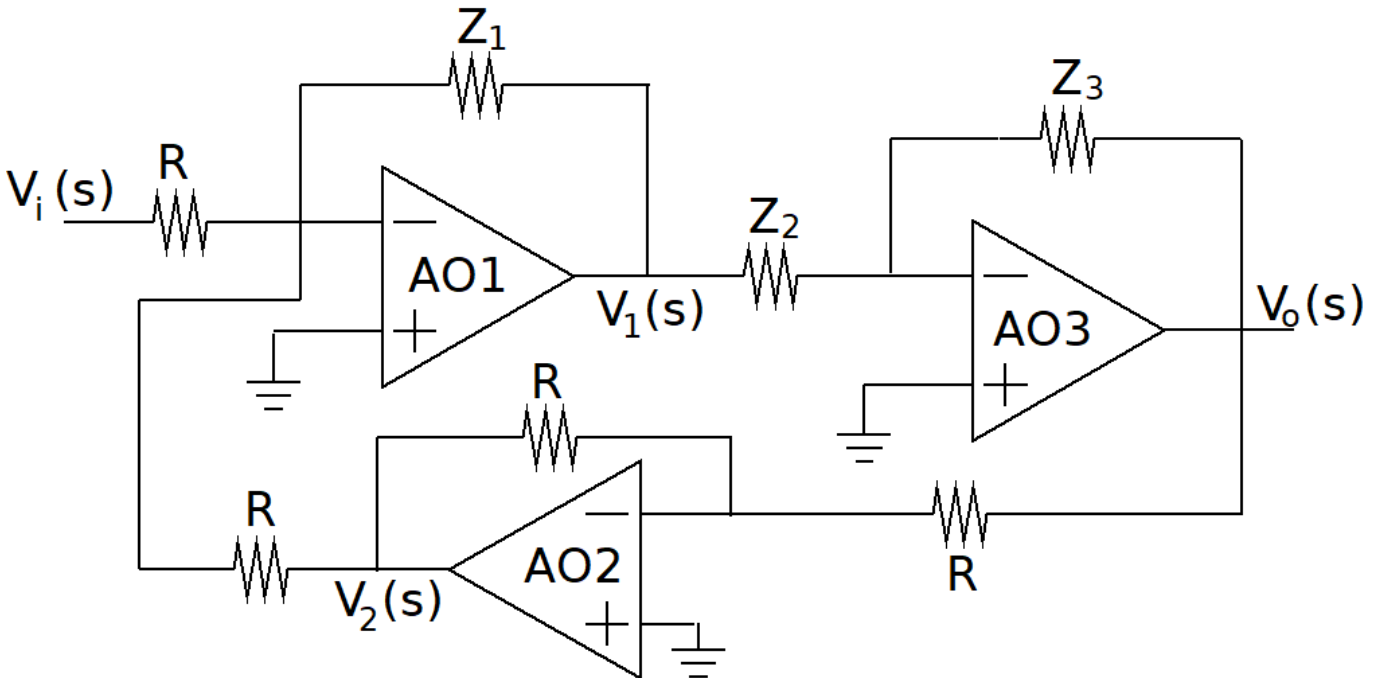 Z₁
Z₃
R
Vᵢ(s)
Z₂
AO1
V₁(s)
Vₒ(s)
AO3
R
R
AO2
R
V₂(s)